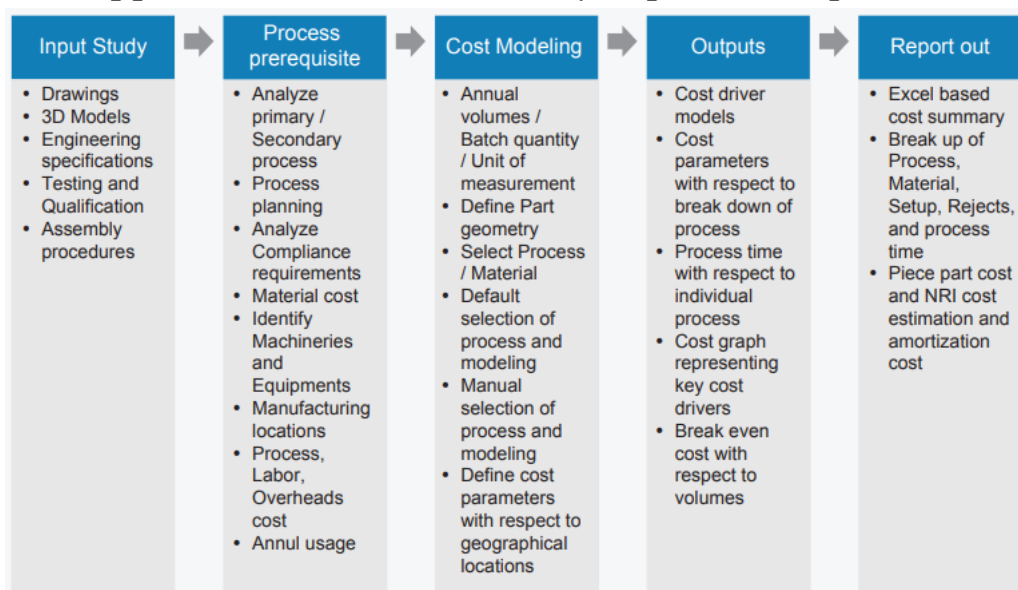 Input Study
• Drawings
• 3D Models
• Engineering
specifications
• Testing and
Qualification
• Assembly
procedures
Process
prerequisite
• Analyze
primary /
Secondary
process
• Process
planning
• Analyze
Compliance
requirements
• Material cost
• Identify
Machineries
and
Equipments
• Manufacturing
locations
• Process,
Labor,
Overheads
cost
• Annul usage
Cost Modeling
• Annual
volumes /
Batch quantity
/ Unit of
measurement
• Define Part
geometry
• Select Process
/ Material
• Default
selection of
process and
modeling
• Manual
selection of
process and
modeling
• Define cost
parameters
with respect to
geographical
locations
Outputs
• Cost driver
models
• Cost
parameters
with respect to
break down of
process
• Process time
with respect to
individual
process
• Cost graph
representing
key cost
drivers
• Break even
cost with
respect to
volumes
Report out
• Excel based
cost summary
• Break up of
Process,
Material,
Setup, Rejects,
and process
time
• Piece part cost
and NRI cost
estimation and
amortization
cost